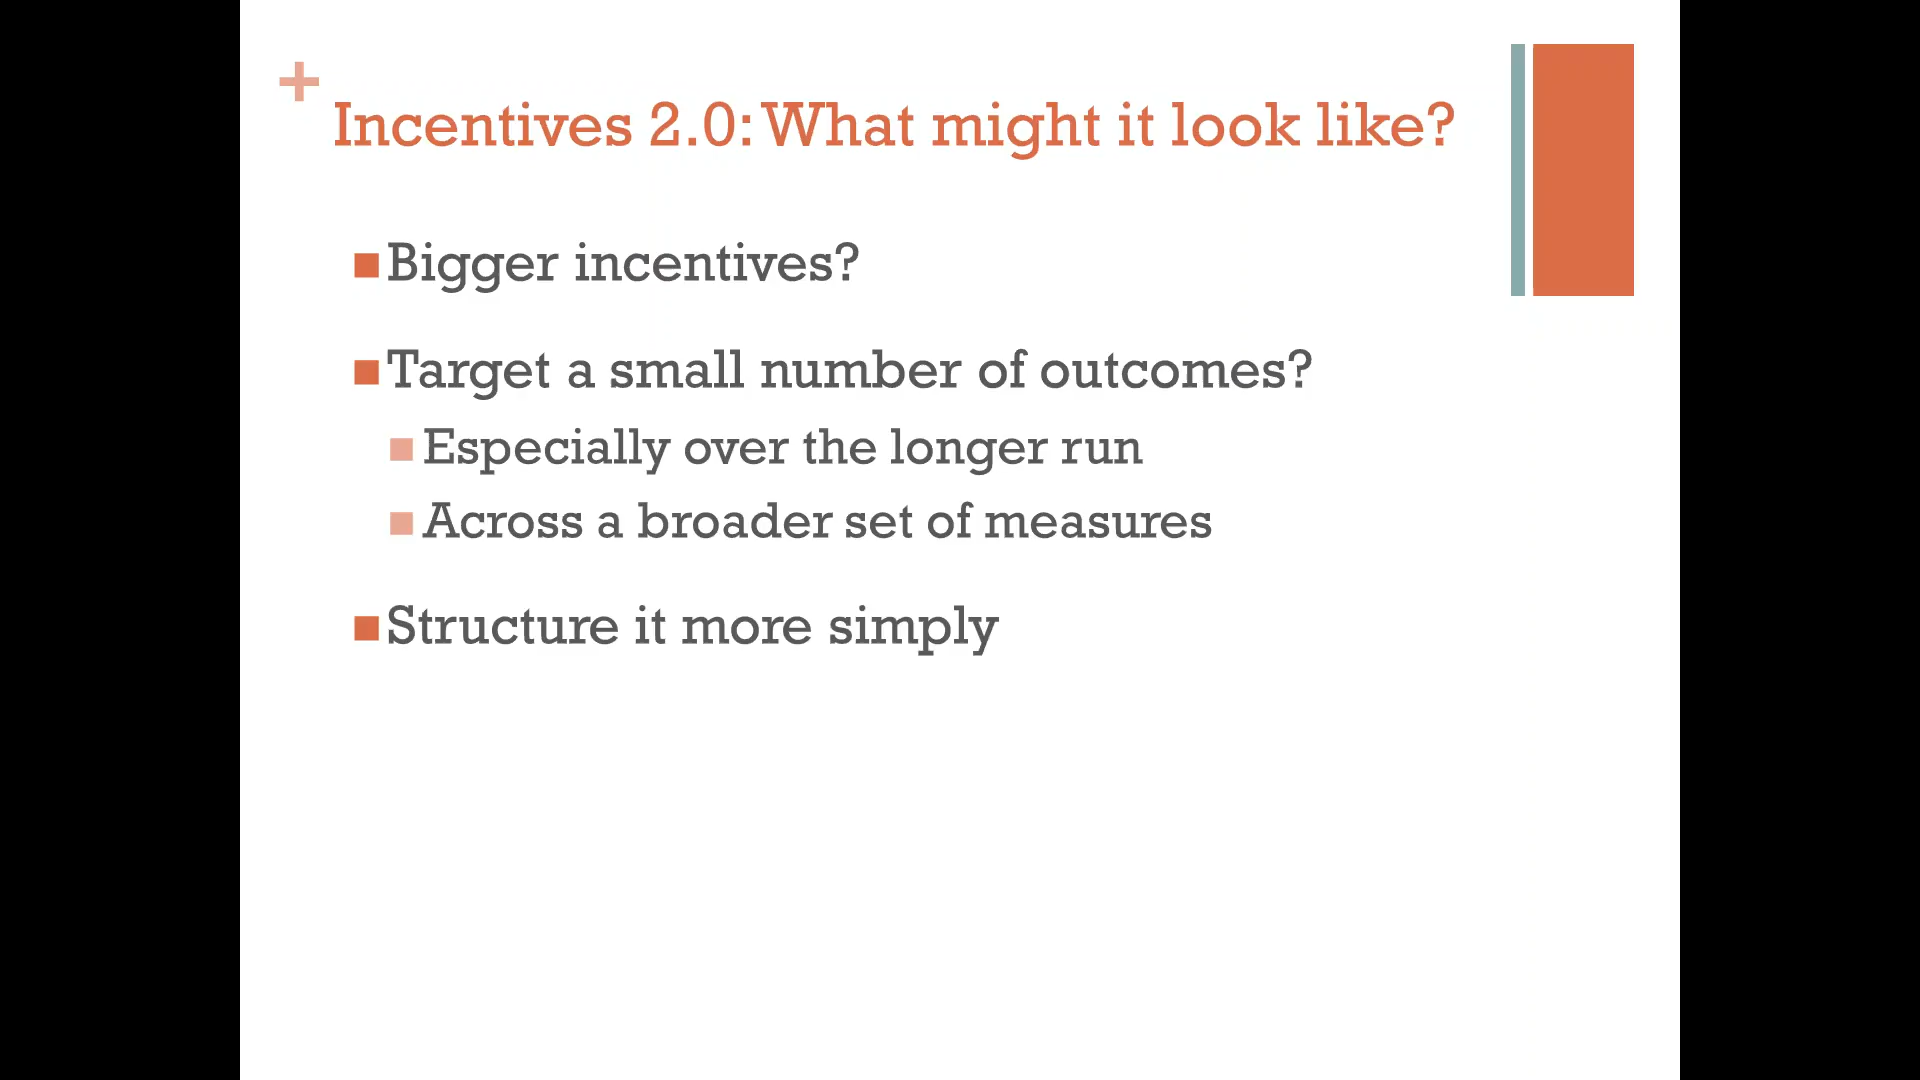 +
Incentives 2.0: What might it look like?
Bigger incentives?
Target a small number of outcomes?
Especially over the longer run
Across a broader set of measures
Structure it more simply